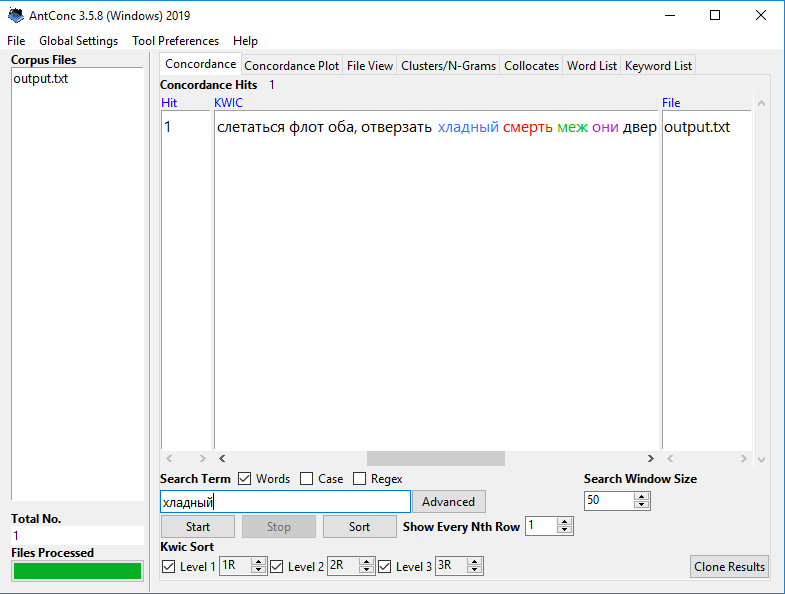 AntConc 3.5.8 (Windows) 2019
File Global Settings Tool Preferences Help
Corpus Files
output.txt
Concordance Concordance Plot File View Clusters/N-Grams Collocates Word List Keyword List
Concordance Hits 1
Hit KWIC File
1 слетаться флот оба, отверзать хладный смерть меж они двер output.txt
Search Term Words Case Regex Search Window Size
хладный Advanced 50
Total No.
1
Start Stop Sort Show Every Nth Row 1
Files Processed
Kwic Sort
Level 1 1R Level 2 2R Level 3 3R Clone Results